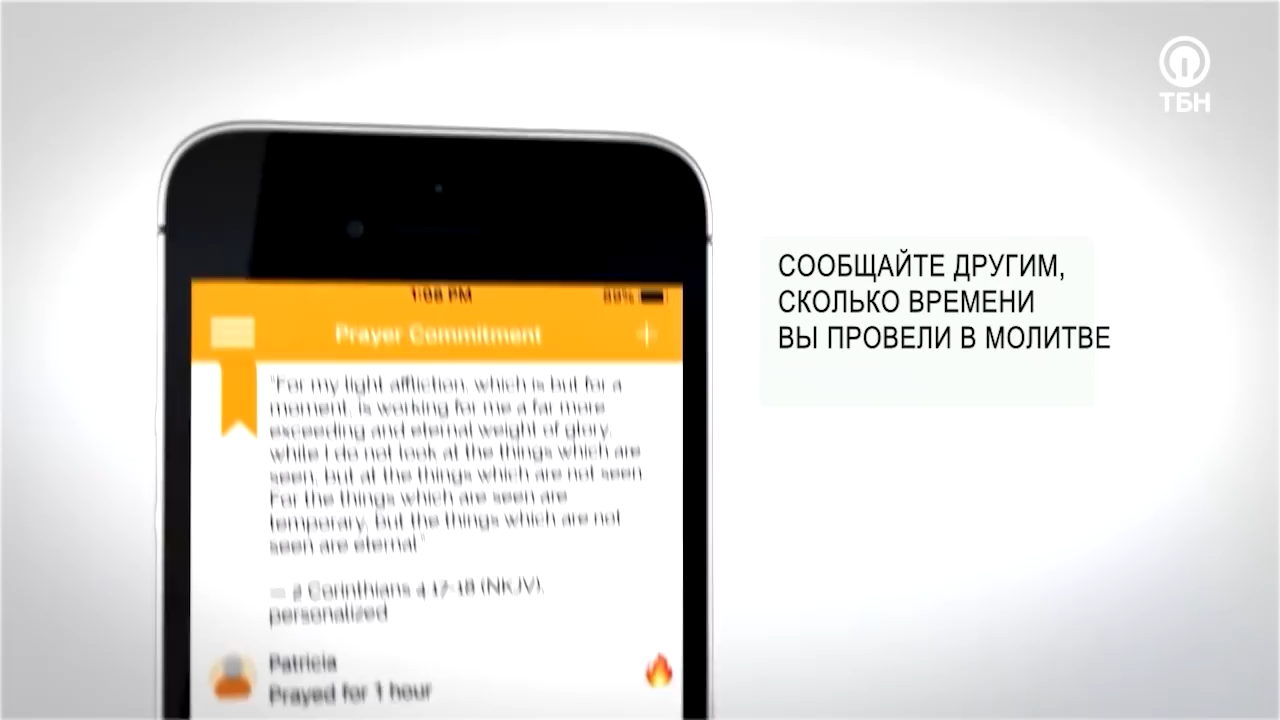 ТБН
СООБЩАЙТЕ ДРУГИМ,
СКОЛЬКО ВРЕМЕНИ
ВЫ ПРОВЕЛИ В МОЛИТВЕ
1:08 PM
Prayer Commitment
"For my light affliction, which is but for a
moment, is working for me a far more
exceeding and eternal weight of glory,
while I do not look at the things which are
seen, but at the things which are not seen
For the things which are seen are
temporary, but the things which are not
seen are eternal."
— 2 Corinthians 4:17-18 (NKJV),
personalized
Patricia
Prayed for 1 hour